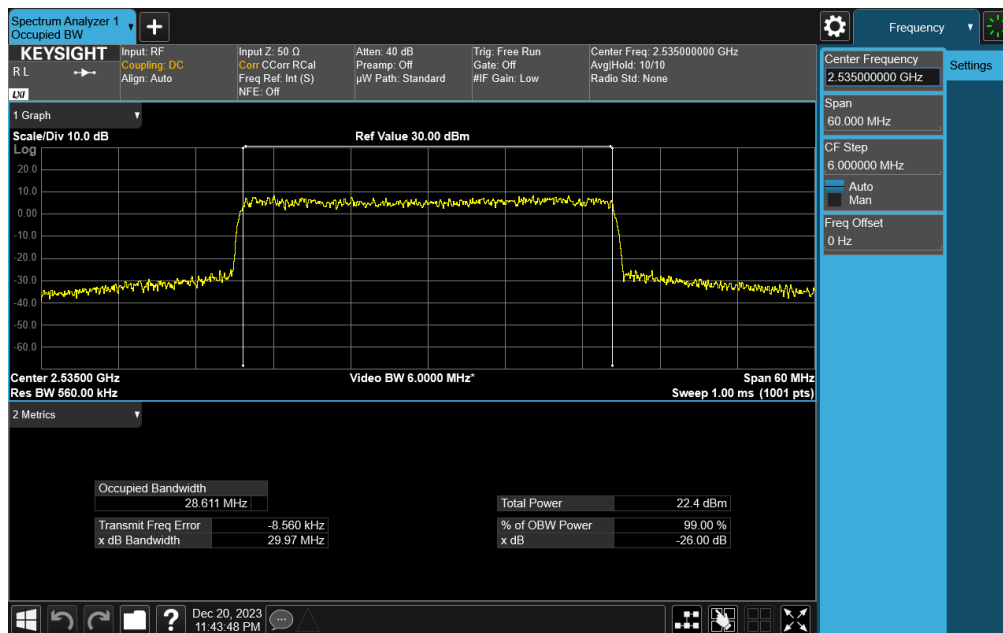 Spectrum Analyzer 1
Occupied BW
Frequency
KEYSIGHT
R L
LXI
Input: RF
Coupling: DC
Align: Auto
Input Z: 50 Ω
Corr CCorr RCal
Freq Ref: Int (S)
NFE: Off
Atten: 40 dB
Preamp: Off
µW Path: Standard
Trig: Free Run
Gate: Off
#IF Gain: Low
Center Freq: 2.535000000 GHz
Avg|Hold: 10/10
Radio Std: None
Center Frequency
2.535000000 GHz
Settings
Span
60.000 MHz
CF Step
6.000000 MHz
Auto
Man
Freq Offset
0 Hz
1 Graph
Scale/Div 10.0 dB
Ref Value 30.00 dBm
Log
20.0
10.0
0.00
-10.0
-20.0
-30.0
-40.0
-50.0
-60.0
Center 2.53500 GHz
Video BW 6.0000 MHz*
Span 60 MHz
Res BW 560.00 kHz
Sweep 1.00 ms (1001 pts)
2 Metrics
Occupied Bandwidth
28.611 MHz
Total Power 22.4 dBm
Transmit Freq Error -8.560 kHz
% of OBW Power 99.00 %
x dB Bandwidth 29.97 MHz
x dB -26.00 dB
Dec 20, 2023
11:43:48 PM